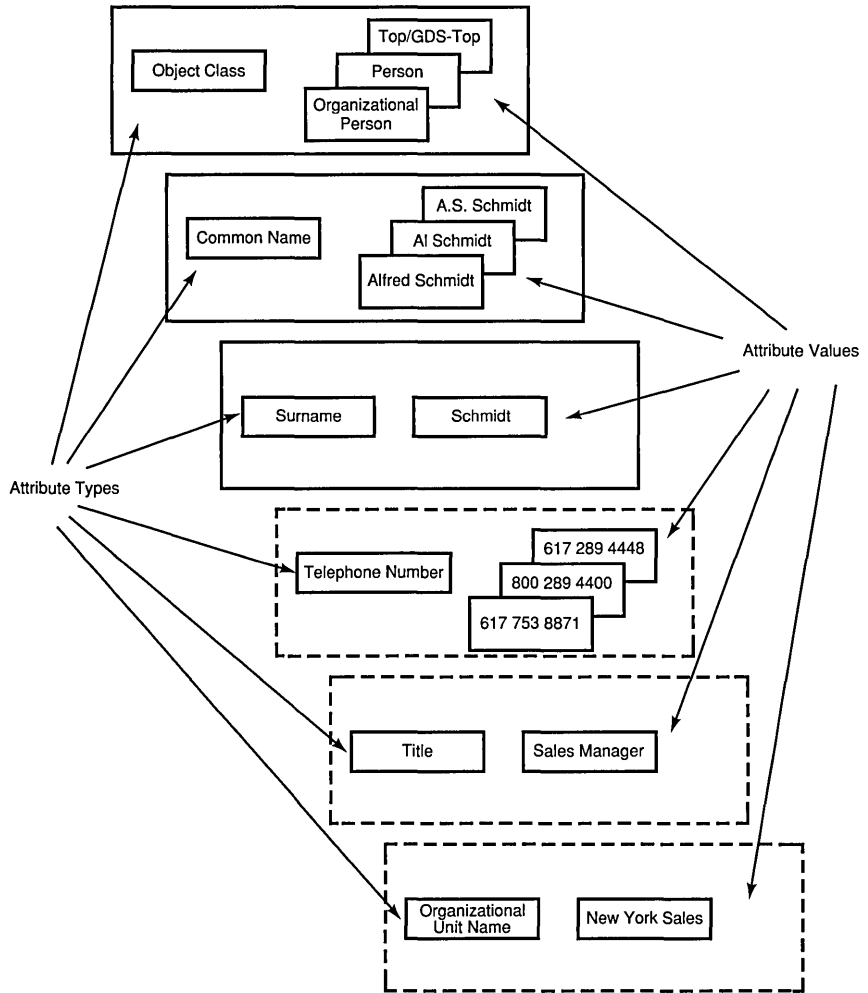 Top/GDS-Top
Object Class
Person
Organizational
Person
A.S. Schmidt
Common Name
Al Schmidt
Alfred Schmidt
Attribute Values
Surname
Schmidt
Attribute Types
617 289 4448
Telephone Number
800 289 4400
617 753 8871
Title
Sales Manager
Organizational
Unit Name
New York Sales